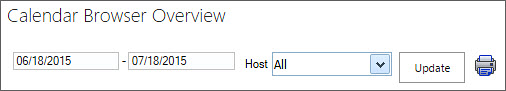 Calendar Browser Overview
06/18/2015 - 07/18/2015 Host All Update